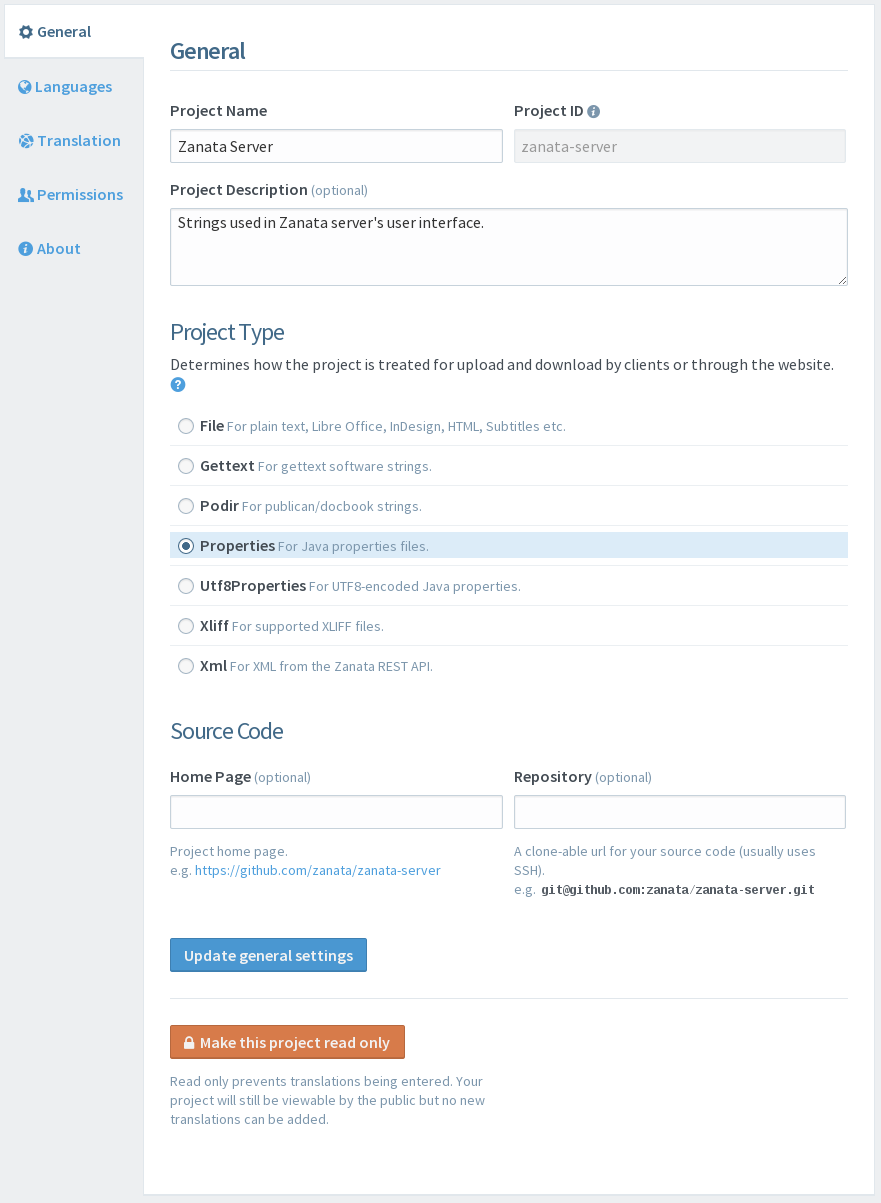 General
Languages
Translation
Permissions
About
General
Project Name
Project ID
Zanata Server
zanata-server
Project Description (optional)
Strings used in Zanata server's user interface.
Project Type
Determines how the project is treated for upload and download by clients or through the website.
File For plain text, Libre Office, InDesign, HTML, Subtitles etc.
Gettext For gettext software strings.
Podir For publican/docbook strings.
Properties For Java properties files.
Utf8Properties For UTF8-encoded Java properties.
Xliff For supported XLIFF files.
Xml For XML from the Zanata REST API.
Source Code
Home Page (optional)
Project home page.
e.g. https://github.com/zanata/zanata-server
Repository (optional)
A clone-able url for your source code (usually uses
SSH).
e.g. git@github.com:zanata/zanata-server.git
Update general settings
Make this project read only
Read only prevents translations being entered. Your
project will still be viewable by the public but no new
translations can be added.